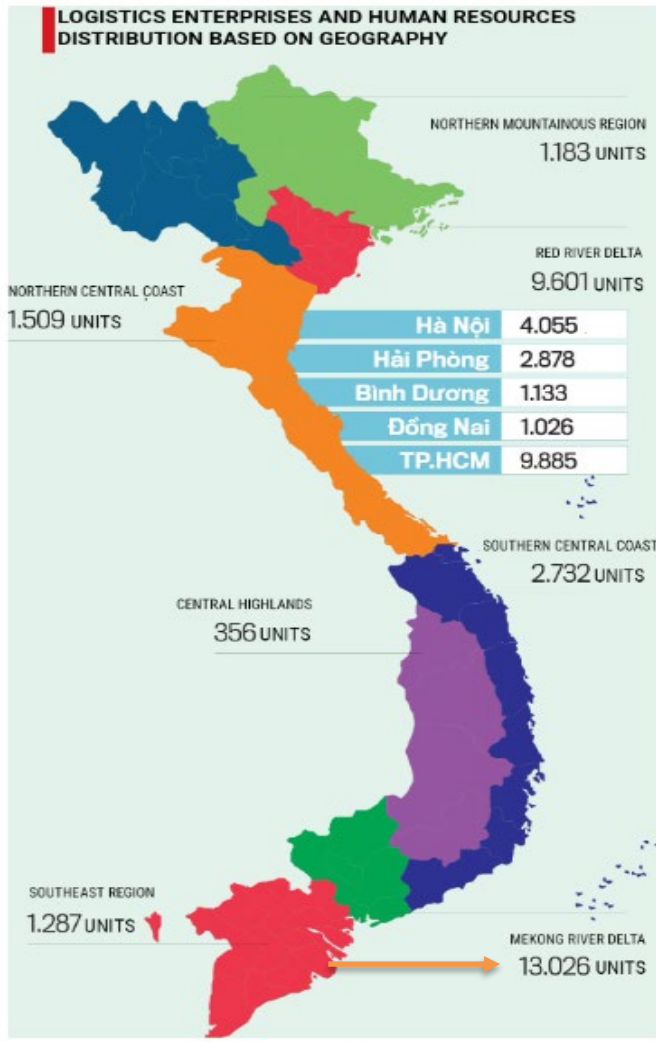 LOGISTICS ENTERPRISES AND HUMAN RESOURCES
DISTRIBUTION BASED ON GEOGRAPHY
NORTHERN MOUNTAINOUS REGION
1.183 UNITS
RED RIVER DELTA
9.601 UNITS
NORTHERN CENTRAL COAST
1.509 UNITS
Hà Nội 4.055
Hải Phòng 2.878
Bình Dương 1.133
Đồng Nai 1.026
TP.HCM 9.885
SOUTHERN CENTRAL COAST
2.732 UNITS
CENTRAL HIGHLANDS
356 UNITS
SOUTHEAST REGION
1.287 UNITS
MEKONG RIVER DELTA
13.026 UNITS